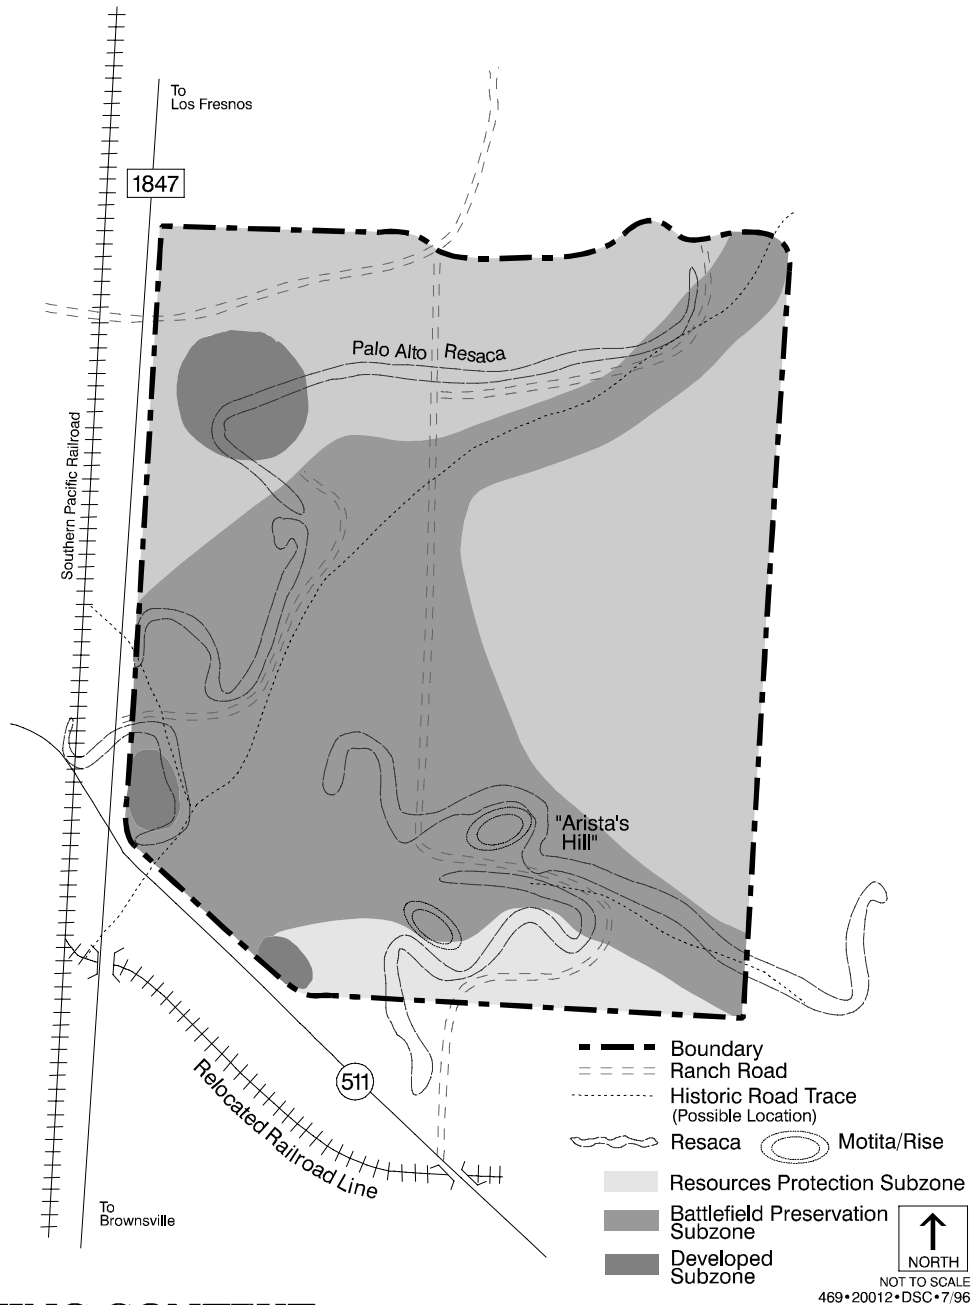 To
Los Fresnos
1847
Palo Alto Resaca
Southern Pacific Railroad
"Arista's
Hill"
511
Relocated Railroad Line
To
Brownsville
Boundary
Ranch Road
Historic Road Trace
(Possible Location)
Resaca
Motita/Rise
Resources Protection Subzone
Battlefield Preservation
Subzone
Developed
Subzone
NORTH
NOT TO SCALE
469•20012•DSC•7/96